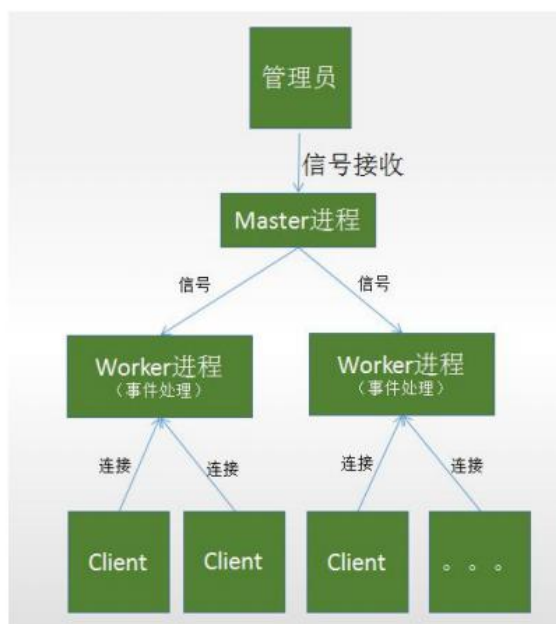 管理员
信号接收
Master进程
信号
信号
Worker进程
（事件处理）
Worker进程
（事件处理）
连接
连接
连接
连接
Client
Client
Client
。。。